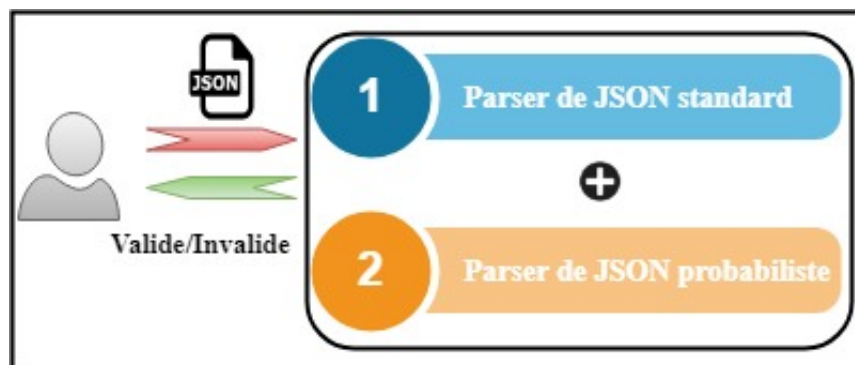 JSON
1
Parser de JSON standard
Valide/Invalide
2
Parser de JSON probabiliste